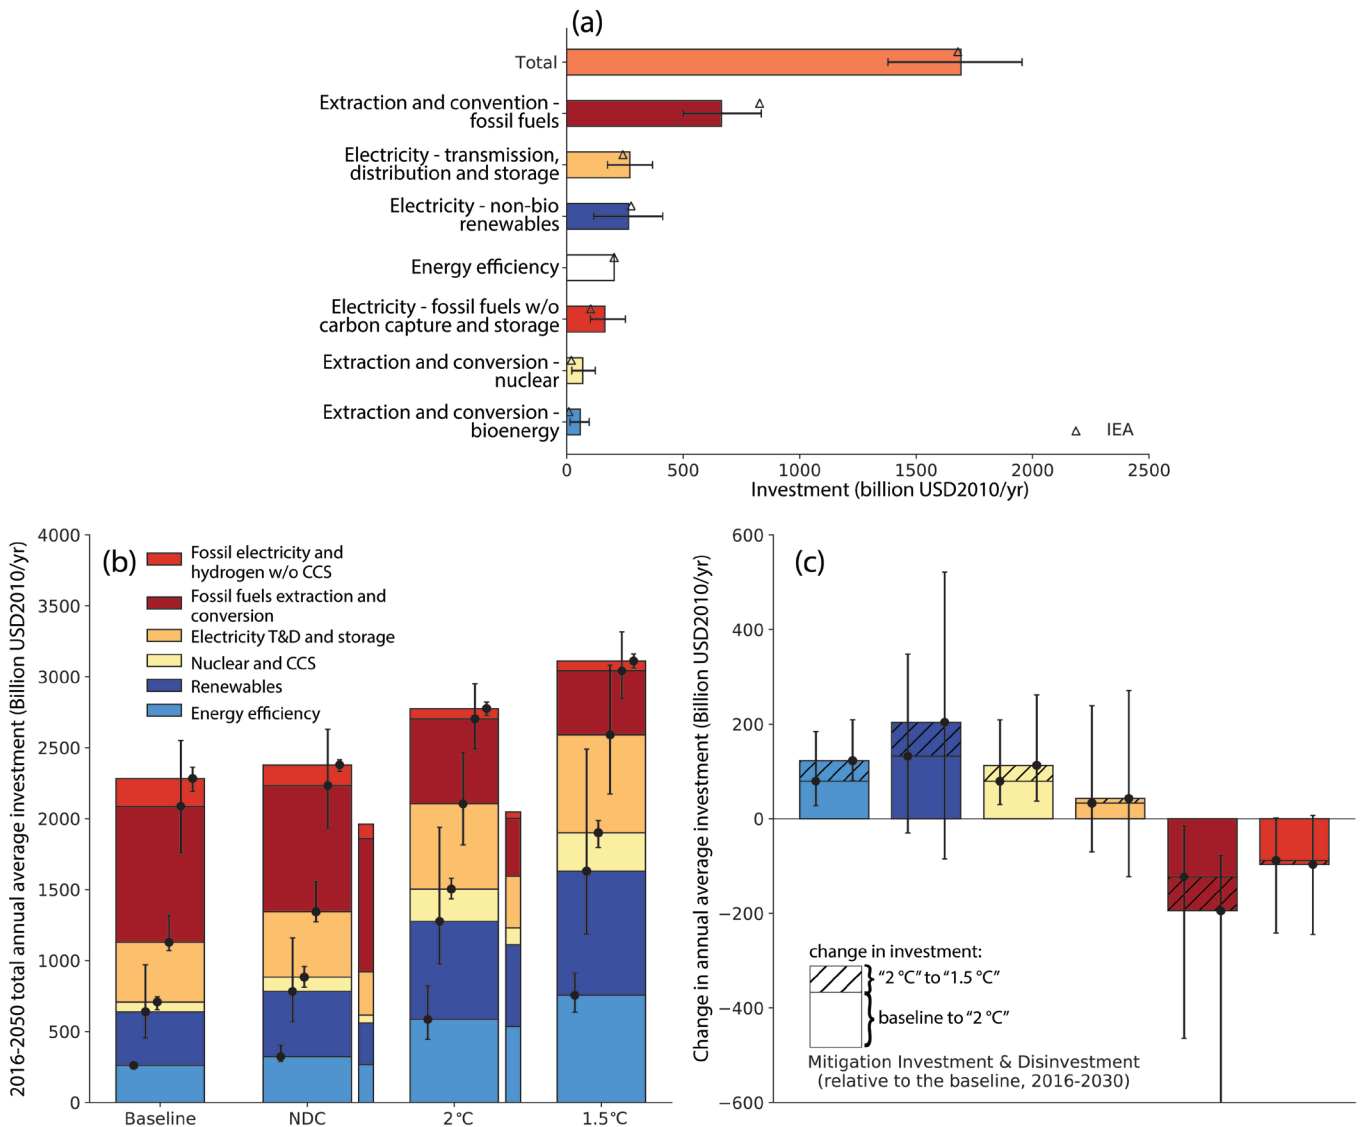 (a)
Total
Extraction and convention -
fossil fuels
Electricity - transmission,
distribution and storage
Electricity - non-bio
renewables
Energy efficiency
Electricity - fossil fuels w/o
carbon capture and storage
Extraction and conversion -
nuclear
Extraction and conversion -
bioenergy
IEA
0 500 1000 1500 2000 2500
Investment (billion USD2010/yr)
(b)
2016-2050 total annual average investment (Billion USD2010/yr)
4000
3500
3000
2500
2000
1500
1000
500
0
Fossil electricity and
hydrogen w/o CCS
Fossil fuels extraction and
conversion
Electricity T&D and storage
Nuclear and CCS
Renewables
Energy efficiency
Baseline NDC 2°C 1.5°C
(c)
Change in annual average investment (Billion USD2010/yr)
600
400
200
0
−200
−400
−600
change in investment:
"2 °C" to "1.5 °C"
baseline to "2 °C"
Mitigation Investment & Disinvestment
(relative to the baseline, 2016-2030)